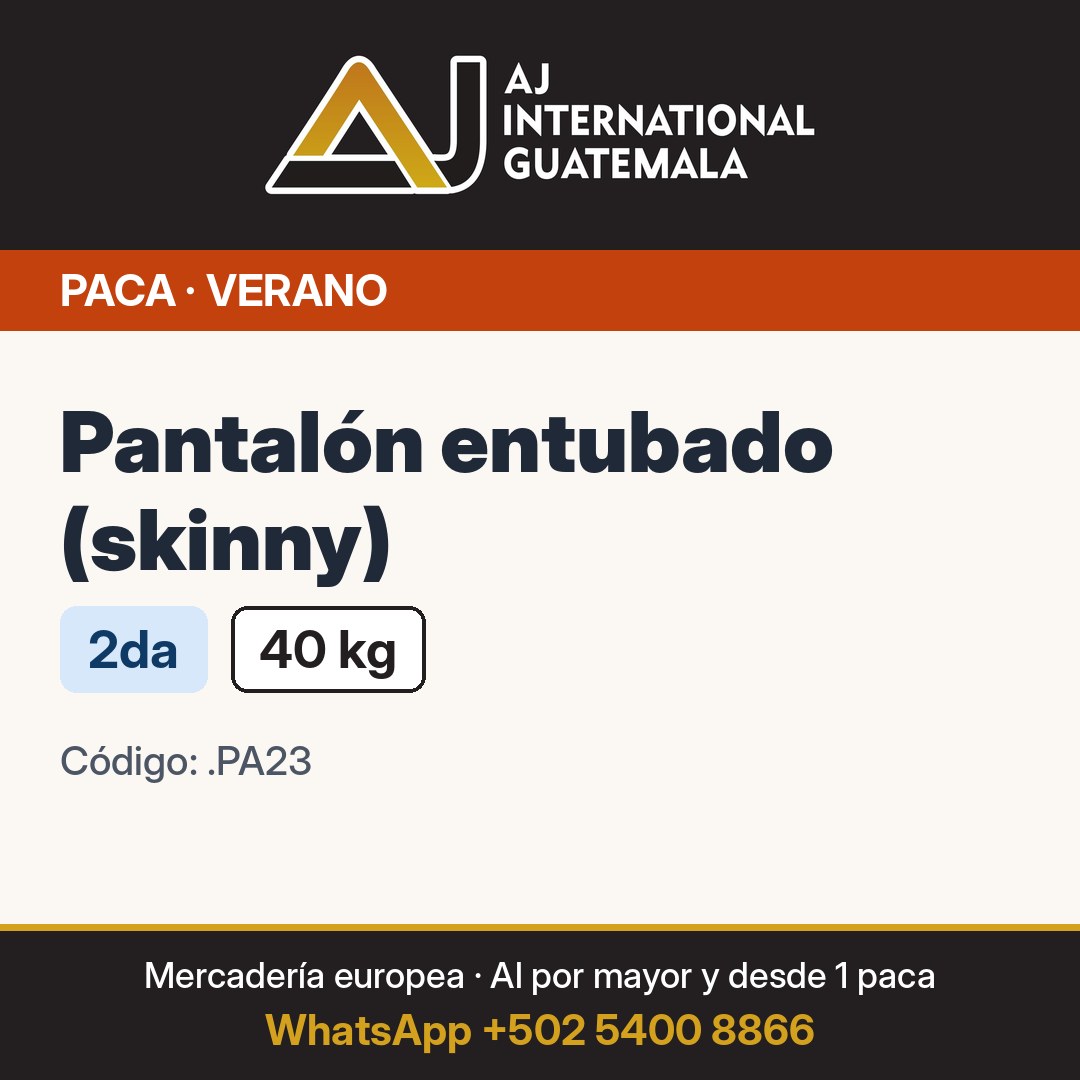 AJ
AJ
INTERNATIONAL
GUATEMALA
PACA · VERANO
Pantalón entubado
(skinny)
2da
40 kg
Código: .PA23
Mercadería europea · Al por mayor y desde 1 paca
WhatsApp +502 5400 8866